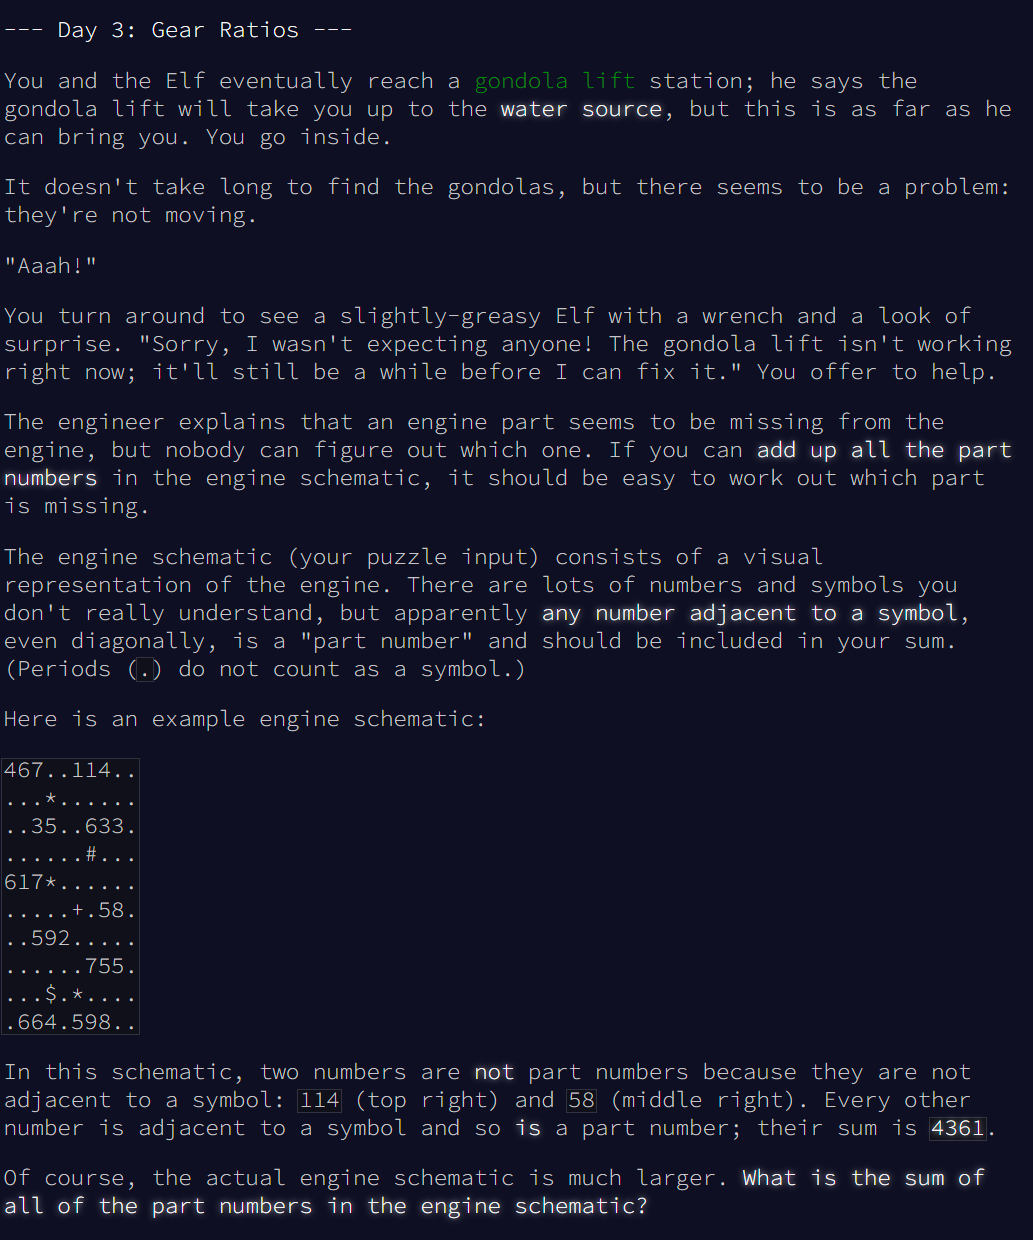 --- Day 3: Gear Ratios ---
You and the Elf eventually reach a gondola lift station; he says the
gondola lift will take you up to the water source, but this is as far as he
can bring you. You go inside.
It doesn't take long to find the gondolas, but there seems to be a problem:
they're not moving.
"Aaah!"
You turn around to see a slightly-greasy Elf with a wrench and a look of
surprise. "Sorry, I wasn't expecting anyone! The gondola lift isn't working
right now; it'll still be a while before I can fix it." You offer to help.
The engineer explains that an engine part seems to be missing from the
engine, but nobody can figure out which one. If you can add up all the part
numbers in the engine schematic, it should be easy to work out which part
is missing.
The engine schematic (your puzzle input) consists of a visual
representation of the engine. There are lots of numbers and symbols you
don't really understand, but apparently any number adjacent to a symbol,
even diagonally, is a "part number" and should be included in your sum.
(Periods (.) do not count as a symbol.)
Here is an example engine schematic:
467..114..
...*......
..35..633.
......#...
617*......
.....+.58.
..592.....
......755.
...$.*....
.664.598..
In this schematic, two numbers are not part numbers because they are not
adjacent to a symbol: 114 (top right) and 58 (middle right). Every other
number is adjacent to a symbol and so is a part number; their sum is 4361.
Of course, the actual engine schematic is much larger. What is the sum of
all of the part numbers in the engine schematic?